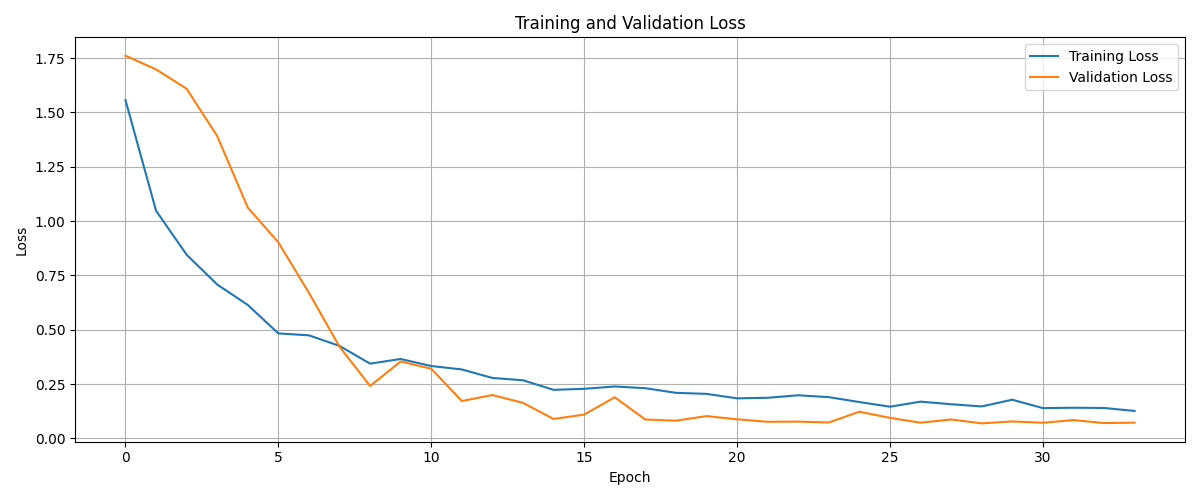 Training and Validation Loss
Training Loss
Validation Loss
Loss
1.75
1.50
1.25
1.00
0.75
0.50
0.25
0.00
0 5 10 15 20 25 30
Epoch